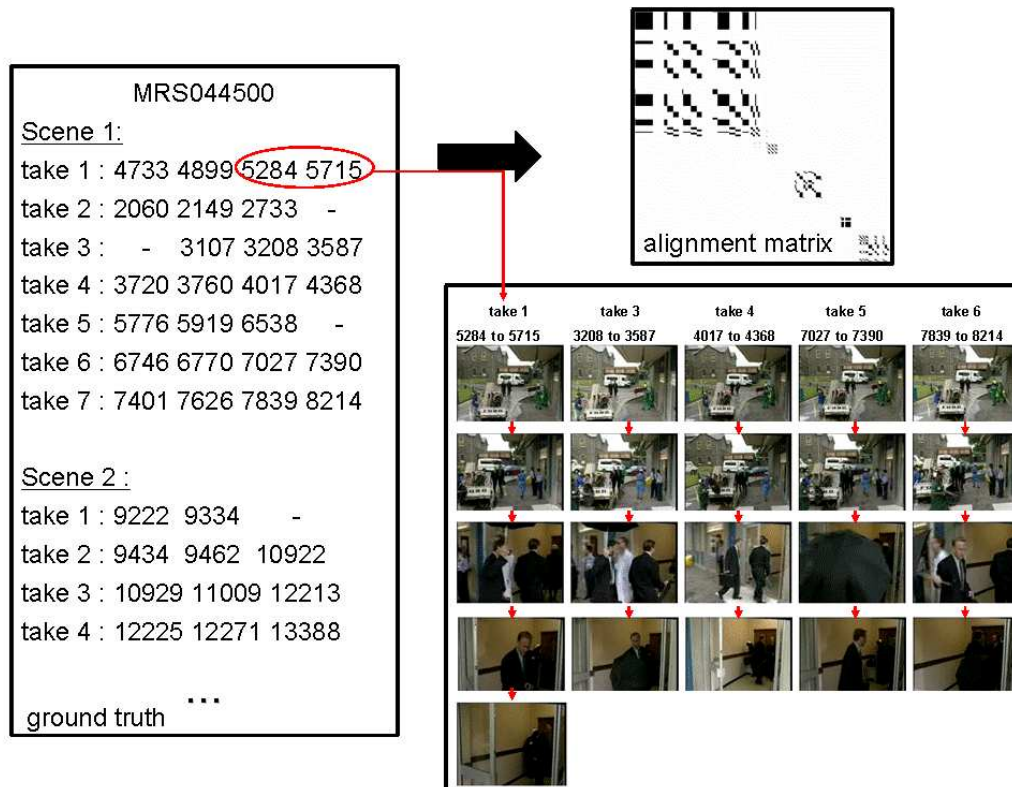 MRS044500
Scene 1:
take 1 : 4733 4899 5284 5715
take 2 : 2060 2149 2733 -
take 3 : - 3107 3208 3587
take 4 : 3720 3760 4017 4368
take 5 : 5776 5919 6538 -
take 6 : 6746 6770 7027 7390
take 7 : 7401 7626 7839 8214
Scene 2 :
take 1 : 9222 9334 -
take 2 : 9434 9462 10922
take 3 : 10929 11009 12213
take 4 : 12225 12271 13388
...
ground truth
alignment matrix
take 1 take 3 take 4 take 5 take 6
5284 to 5715 3208 to 3587 4017 to 4368 7027 to 7390 7839 to 8214